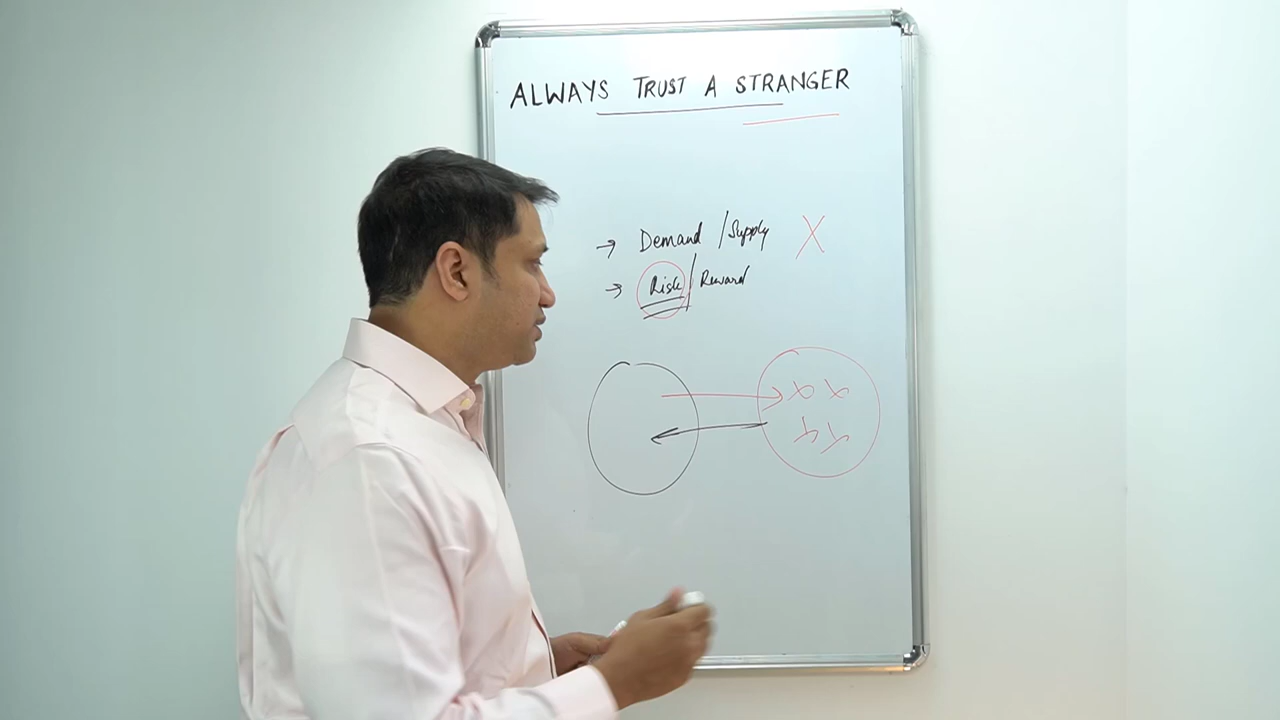 ALWAYS TRUST A STRANGER
→ Demand / Supply X
→ Risk / Reward